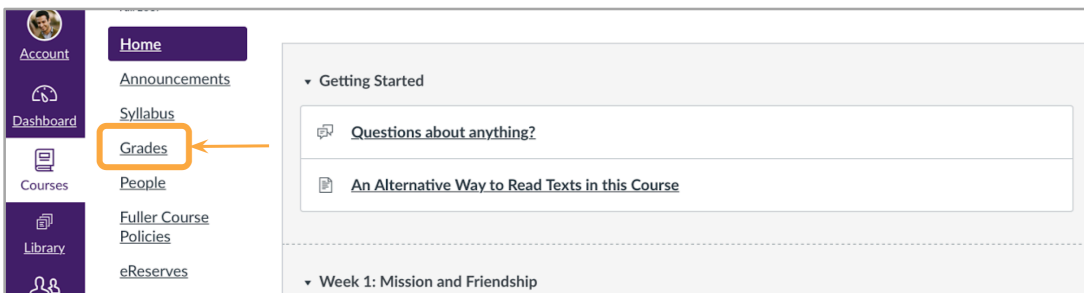 Account
Dashboard
Courses
Library
Home
Announcements
Syllabus
Grades
People
Fuller Course
Policies
eReserves
Getting Started
Questions about anything?
An Alternative Way to Read Texts in this Course
Week 1: Mission and Friendship